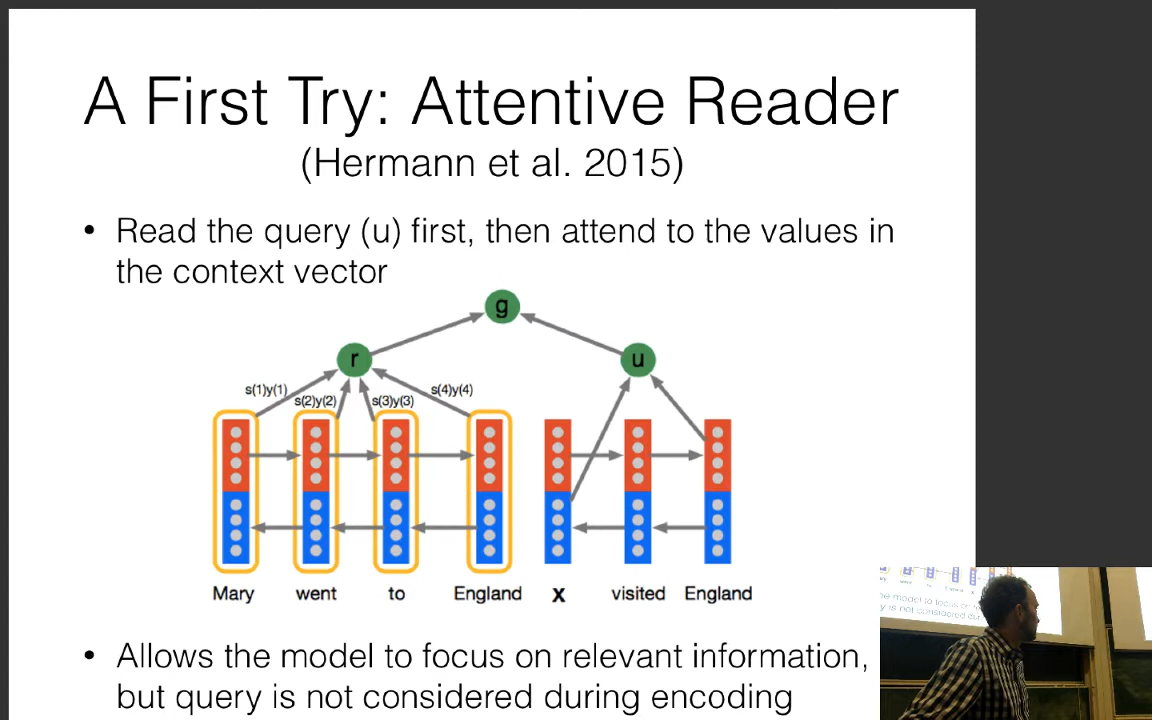 A First Try: Attentive Reader
(Hermann et al. 2015)
• Read the query (u) first, then attend to the values in
the context vector
g
r
u
s(1)y(1)
s(2)y(2)
s(3)y(3)
s(4)y(4)
Mary went to England X visited England
• Allows the model to focus on relevant information,
but query is not considered during encoding